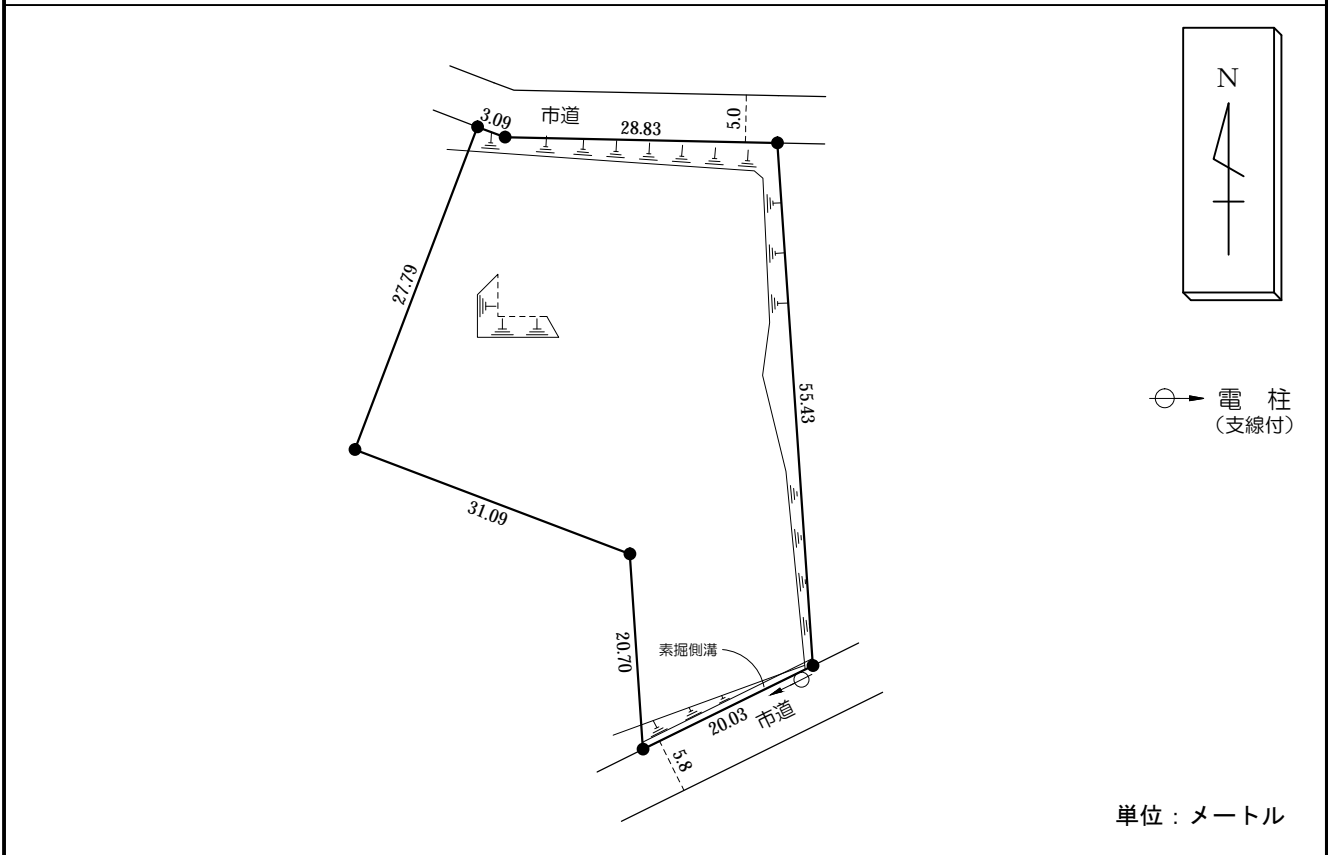 N
市道
3.09
28.83
5.0
27.79
55.43
電 柱
（支線付）
31.09
20.70
素掘側溝
20.03
市道
5.8
単位：メートル